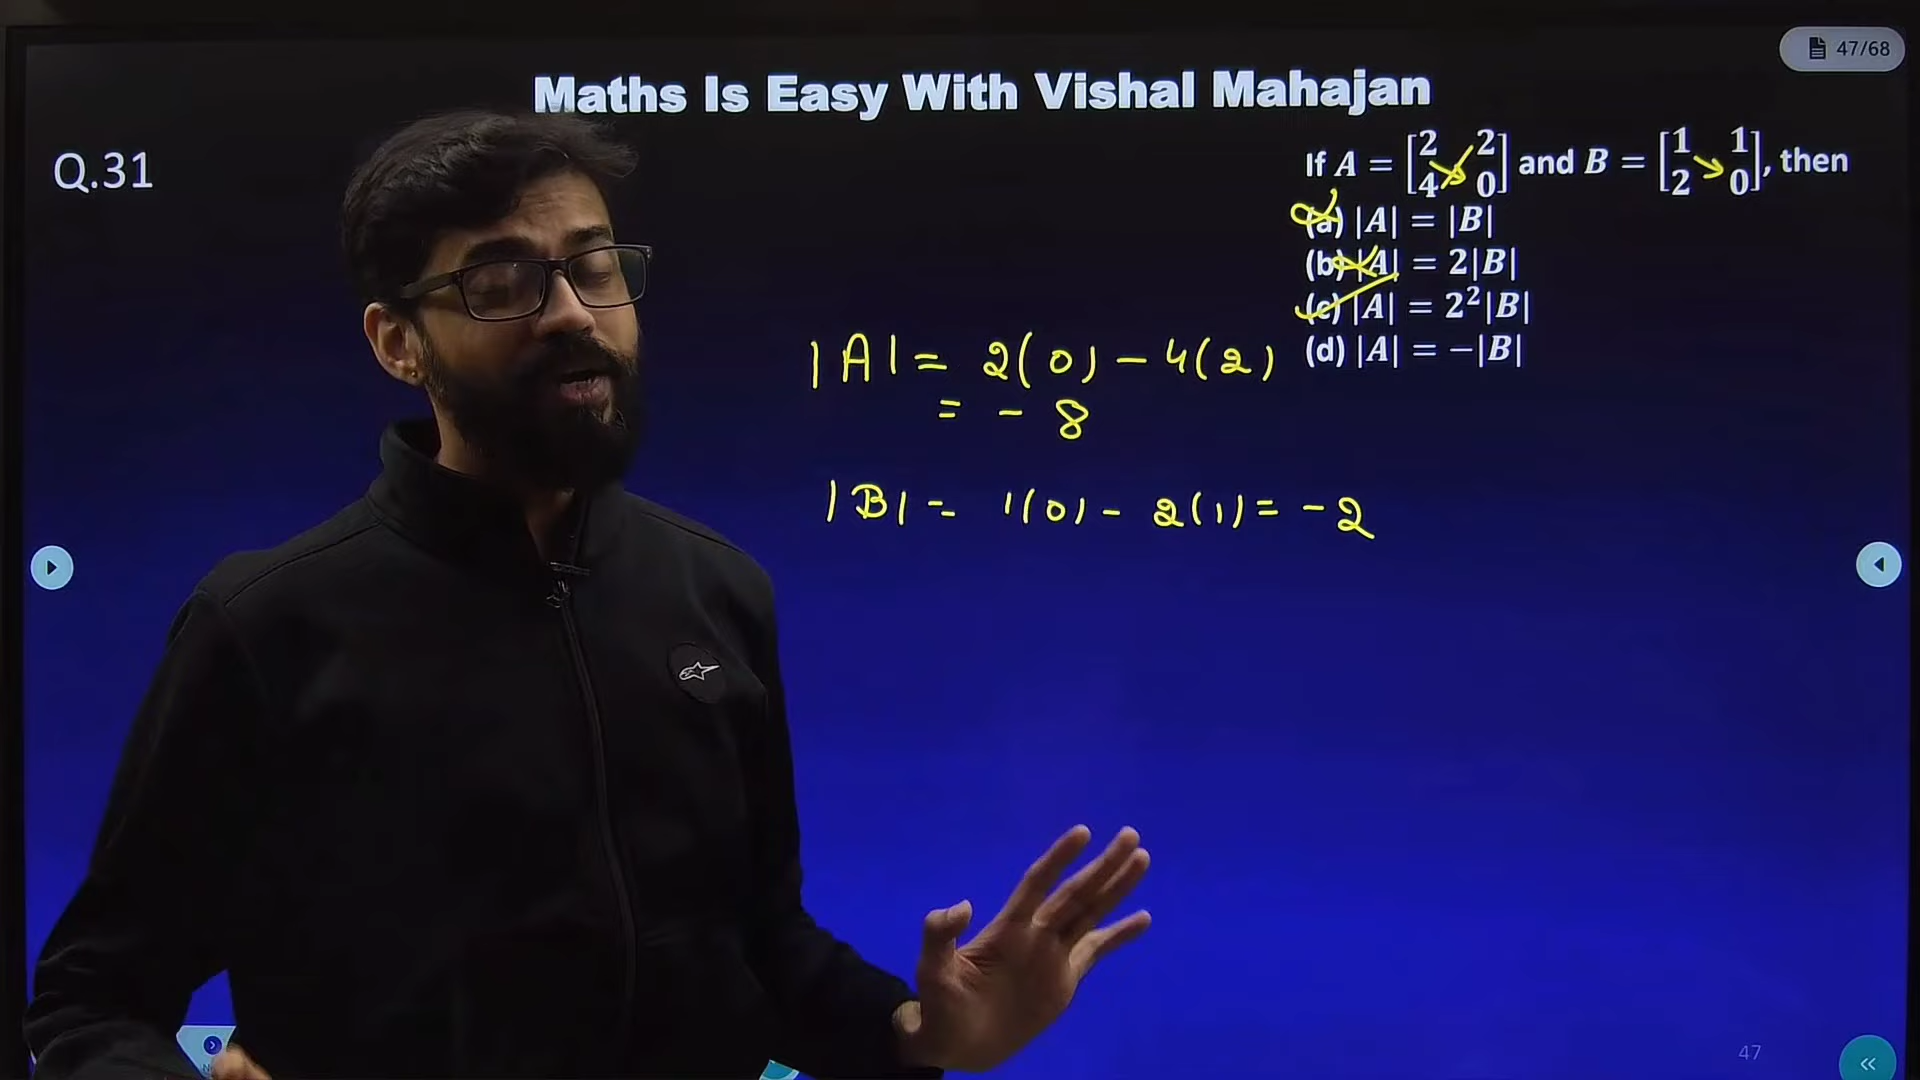 47/68
Maths Is Easy With Vishal Mahajan
Q.31
If A = [2 2
4 0] and B = [1 1
2 0], then
(a) |A| = |B|
(b) |A| = 2|B|
(c) |A| = 2²|B|
(d) |A| = −|B|
|A| = 2(0) − 4(2)
= − 8
|B| = 1(0) − 2(1) = −2
47